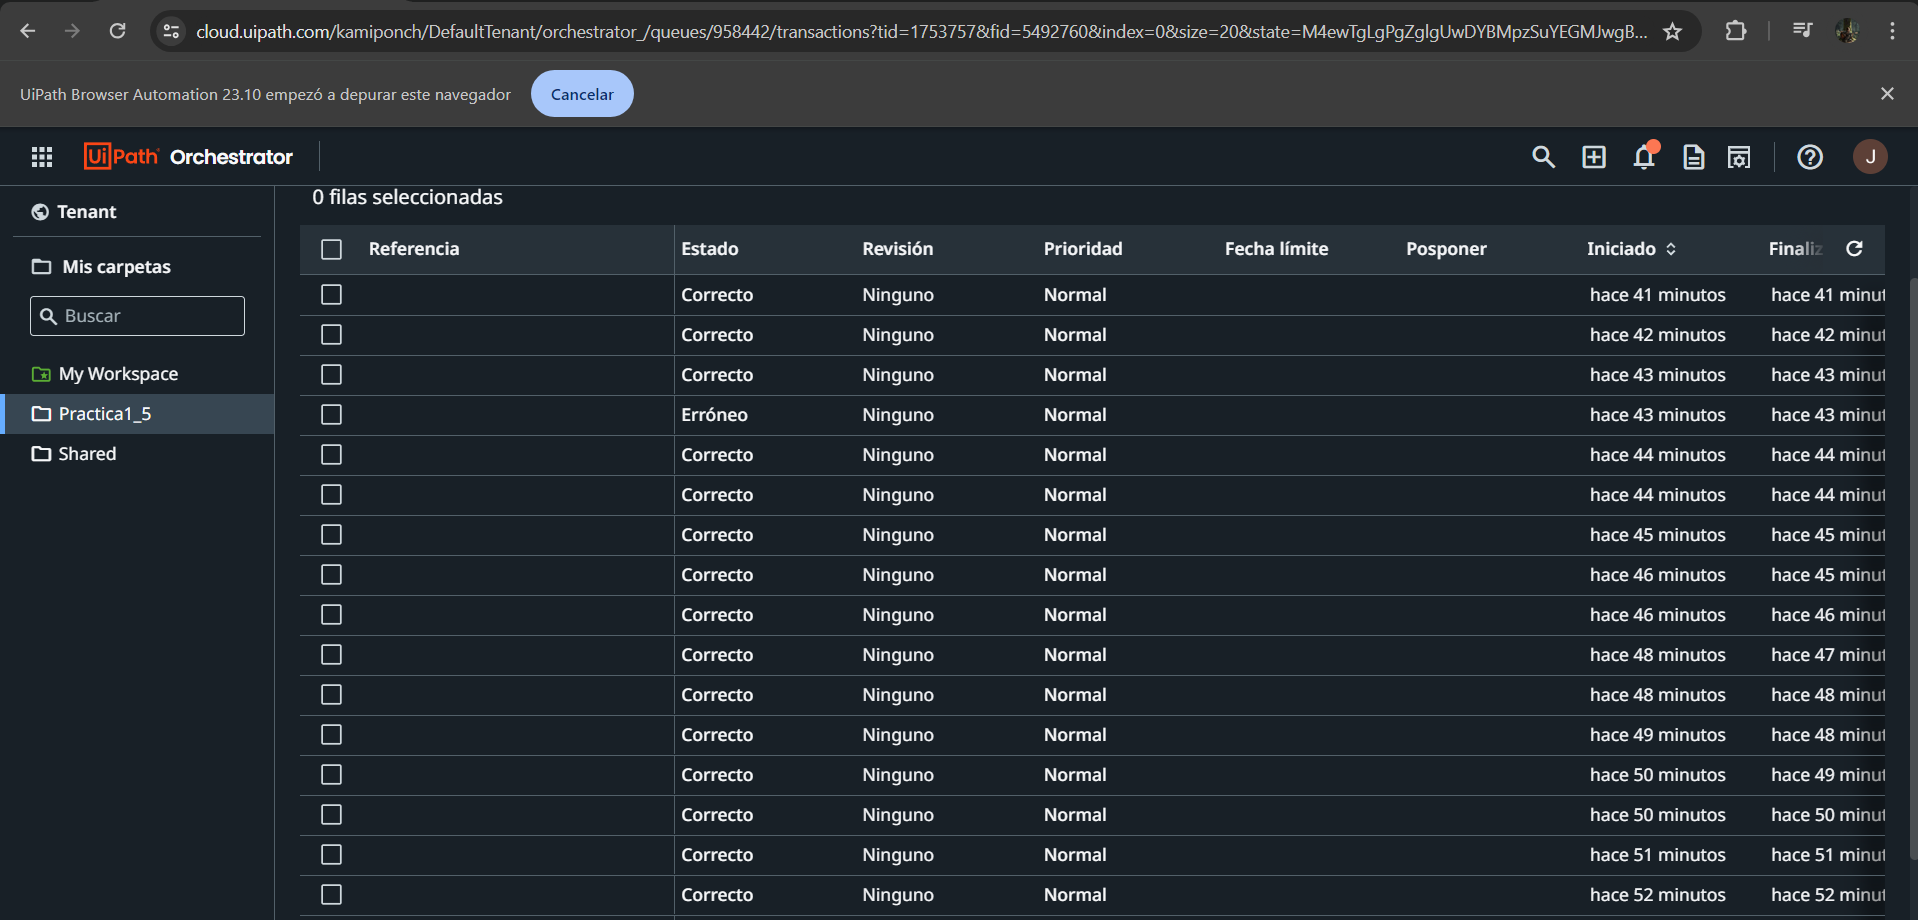 cloud.uipath.com/kamiponch/DefaultTenant/orchestrator_/queues/958442/transactions?tid=1753757&fid=5492760&index=0&size=20&state=M4ewTgLgPgZglgUwDYBMpzSuYEGMJwgB...
UiPath Browser Automation 23.10 empezó a depurar este navegador Cancelar
UiPath Orchestrator J
Tenant
Mis carpetas
Buscar
My Workspace
Practica1_5
Shared
0 filas seleccionadas
Referencia Estado Revisión Prioridad Fecha límite Posponer Iniciado Finaliz
Correcto Ninguno Normal hace 41 minutos hace 41 minut
Correcto Ninguno Normal hace 42 minutos hace 42 minut
Correcto Ninguno Normal hace 43 minutos hace 43 minut
Erróneo Ninguno Normal hace 43 minutos hace 43 minut
Correcto Ninguno Normal hace 44 minutos hace 44 minut
Correcto Ninguno Normal hace 44 minutos hace 44 minut
Correcto Ninguno Normal hace 45 minutos hace 45 minut
Correcto Ninguno Normal hace 46 minutos hace 45 minut
Correcto Ninguno Normal hace 46 minutos hace 46 minut
Correcto Ninguno Normal hace 48 minutos hace 47 minut
Correcto Ninguno Normal hace 48 minutos hace 48 minut
Correcto Ninguno Normal hace 49 minutos hace 48 minut
Correcto Ninguno Normal hace 50 minutos hace 49 minut
Correcto Ninguno Normal hace 50 minutos hace 50 minut
Correcto Ninguno Normal hace 51 minutos hace 51 minut
Correcto Ninguno Normal hace 52 minutos hace 52 minut